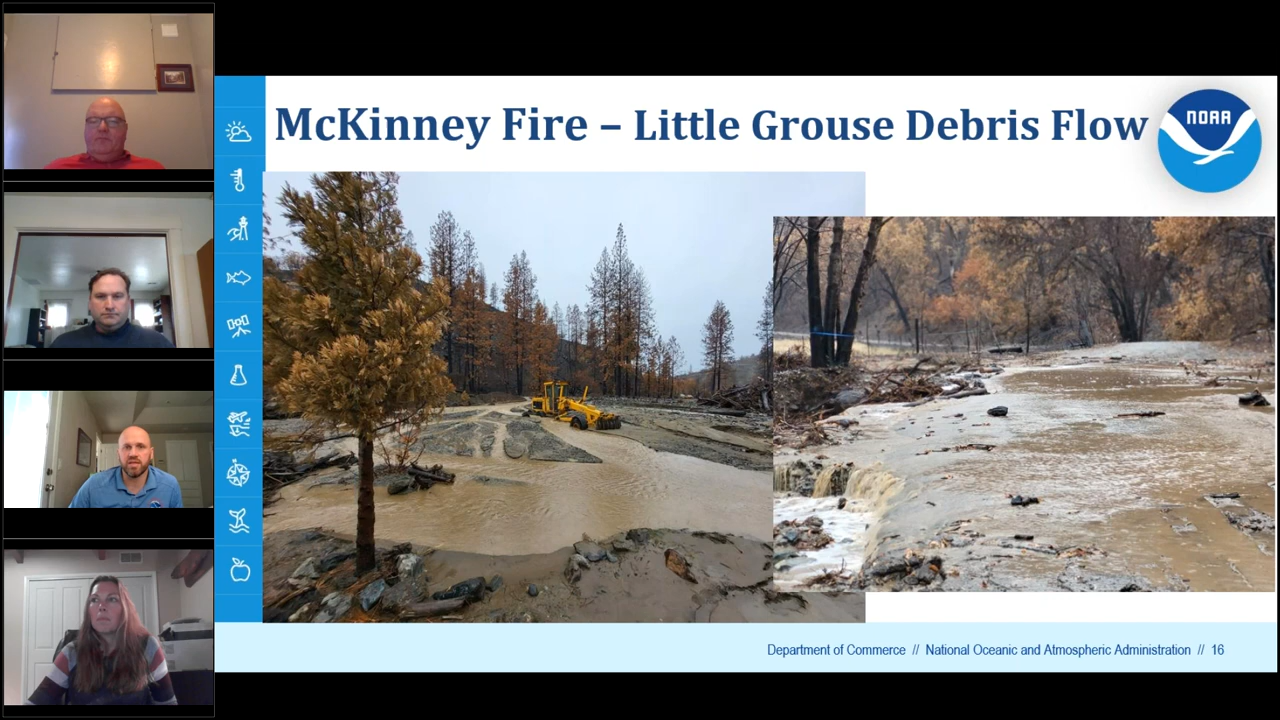 McKinney Fire – Little Grouse Debris Flow
NOAA
Department of Commerce // National Oceanic and Atmospheric Administration // 16